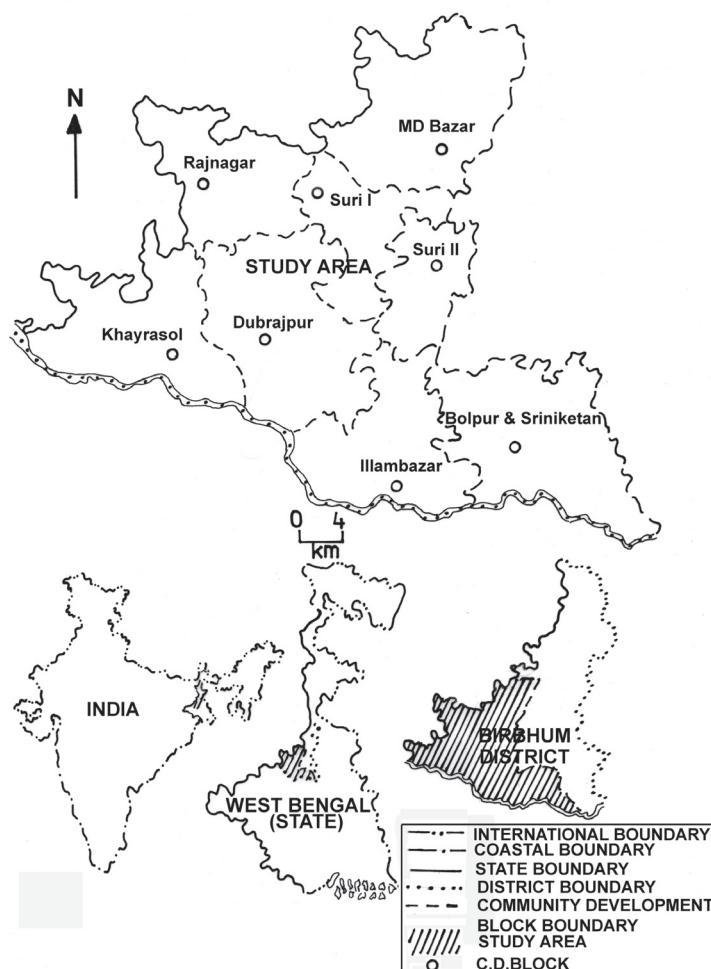 N
MD Bazar
Rajnagar
Suri I
Suri II
STUDY AREA
Khayrasol
Dubrajpur
Bolpur & Sriniketan
Illambazar
0 4
km
INDIA
WEST BENGAL
(STATE)
BIRBHUM
DISTRICT
INTERNATIONAL BOUNDARY
COASTAL BOUNDARY
STATE BOUNDARY
DISTRICT BOUNDARY
COMMUNITY DEVELOPMENT
BLOCK BOUNDARY
STUDY AREA
C.D.BLOCK